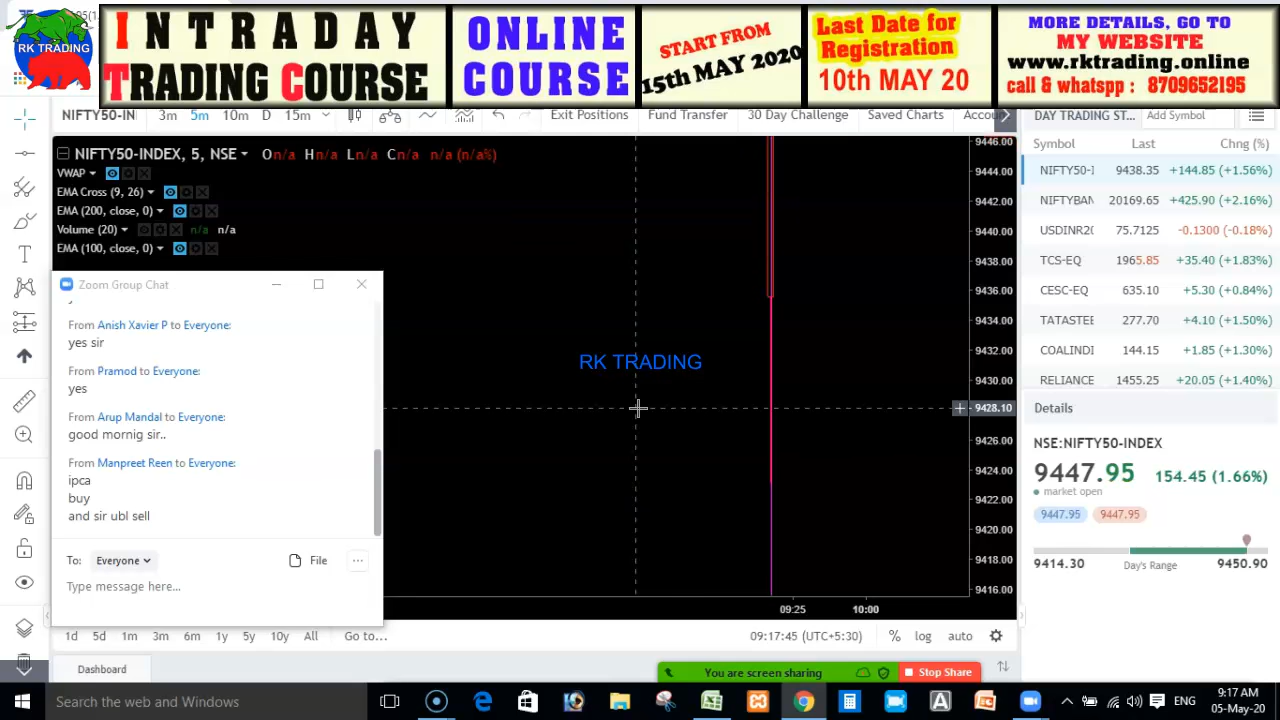 RK TRADING
INTRADAY
TRADING COURSE
ONLINE
COURSE
START FROM
15th MAY 2020
Last Date for
Registration
10th MAY 20
MORE DETAILS, GO TO
MY WEBSITE
www.rktrading.online
call & whatsapp : 8709652195
NIFTY50-IN 3m 5m 10m D 15m Exit Positions Fund Transfer 30 Day Challenge Saved Charts Accou
DAY TRADING ST... Add Symbol
NIFTY50-INDEX, 5, NSE On/a Hn/a Ln/a Cn/a n/a (n/a%)
VWAP
EMA Cross (9, 26)
EMA (200, close, 0)
Volume (20) n/a n/a
EMA (100, close, 0)
Zoom Group Chat
From Anish Xavier P to Everyone:
yes sir
From Pramod to Everyone:
yes
From Arup Mandal to Everyone:
good mornig sir..
From Manpreet Reen to Everyone:
ipca
buy
and sir ubl sell
To: Everyone File ...
Type message here...
RK TRADING
9446.00
9444.00
9442.00
9440.00
9438.00
9436.00
9434.00
9432.00
9430.00
9428.10
9426.00
9424.00
9422.00
9420.00
9418.00
9416.00
09:25 10:00
Symbol Last Chng (%)
NIFTY50-I 9438.35 +144.85 (+1.56%)
NIFTYBAN 20169.65 +425.90 (+2.16%)
USDINR20 75.7125 -0.1300 (-0.18%)
TCS-EQ 1965.85 +35.40 (+1.83%)
CESC-EQ 635.10 +5.30 (+0.84%)
TATASTEE 277.70 +4.10 (+1.50%)
COALINDI 144.15 +1.85 (+1.30%)
RELIANCE 1455.25 +20.05 (+1.40%)
Details
NSE:NIFTY50-INDEX
9447.95 154.45 (1.66%)
market open
9447.95 9447.95
9414.30 Day's Range 9450.90
1d 5d 1m 3m 6m 1y 5y 10y All Go to... 09:17:45 (UTC+5:30) % log auto
Dashboard
You are screen sharing Stop Share
Search the web and Windows
ENG
9:17 AM
05-May-20